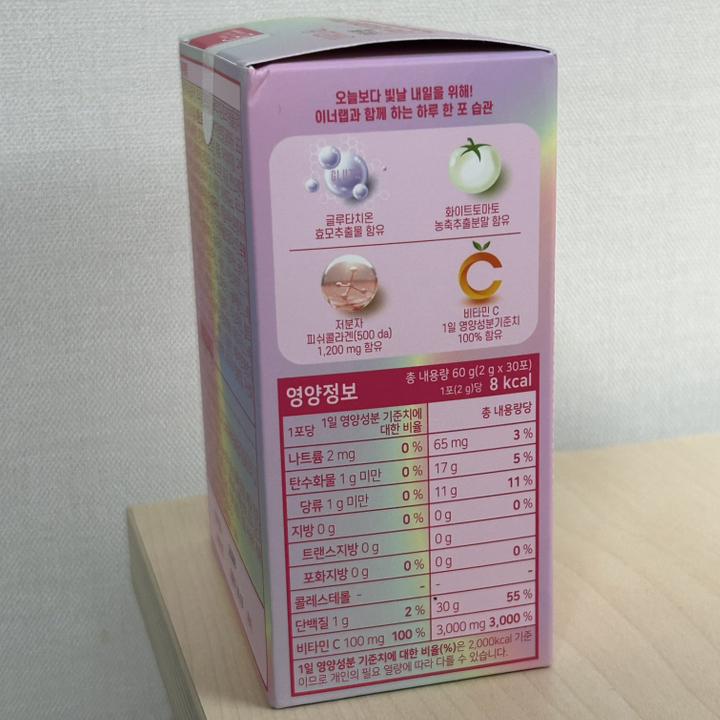 오늘보다 빛날 내일을 위해!
이너랩과 함께 하는 하루 한 포 습관
글루타치온
효모추출물 함유
화이트토마토
농축추출분말 함유
저분자
피쉬콜라겐(500 da)
1,200 mg 함유
비타민 C
1일 영양성분기준치
100% 함유
영양정보
총 내용량 60 g(2 g x 30포)
1포(2 g)당 8 kcal
1포당 1일 영양성분 기준치에 대한 비율 총 내용량당
나트륨 2 mg 0 % 65 mg 3 %
탄수화물 1 g 미만 0 % 17 g 5 %
당류 1 g 미만 0 % 11 g 11 %
지방 0 g 0 % 0 g 0 %
트랜스지방 0 g 0 g
포화지방 0 g 0 % 0 g 0 %
콜레스테롤 - - - -
단백질 1 g 2 % 30 g 55 %
비타민 C 100 mg 100 % 3,000 mg 3,000 %
1일 영양성분 기준치에 대한 비율(%)은 2,000kcal 기준
이므로 개인의 필요 열량에 따라 다를 수 있습니다.